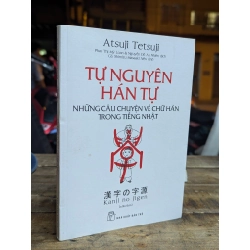 Atsuji Tetsuji
TỰ NGUYÊN
HÁN TỰ
NHỮNG CÂU CHUYỆN VỀ CHỮ HÁN
TRONG TIẾNG NHẬT
漢字の字源
Kanji no jigen